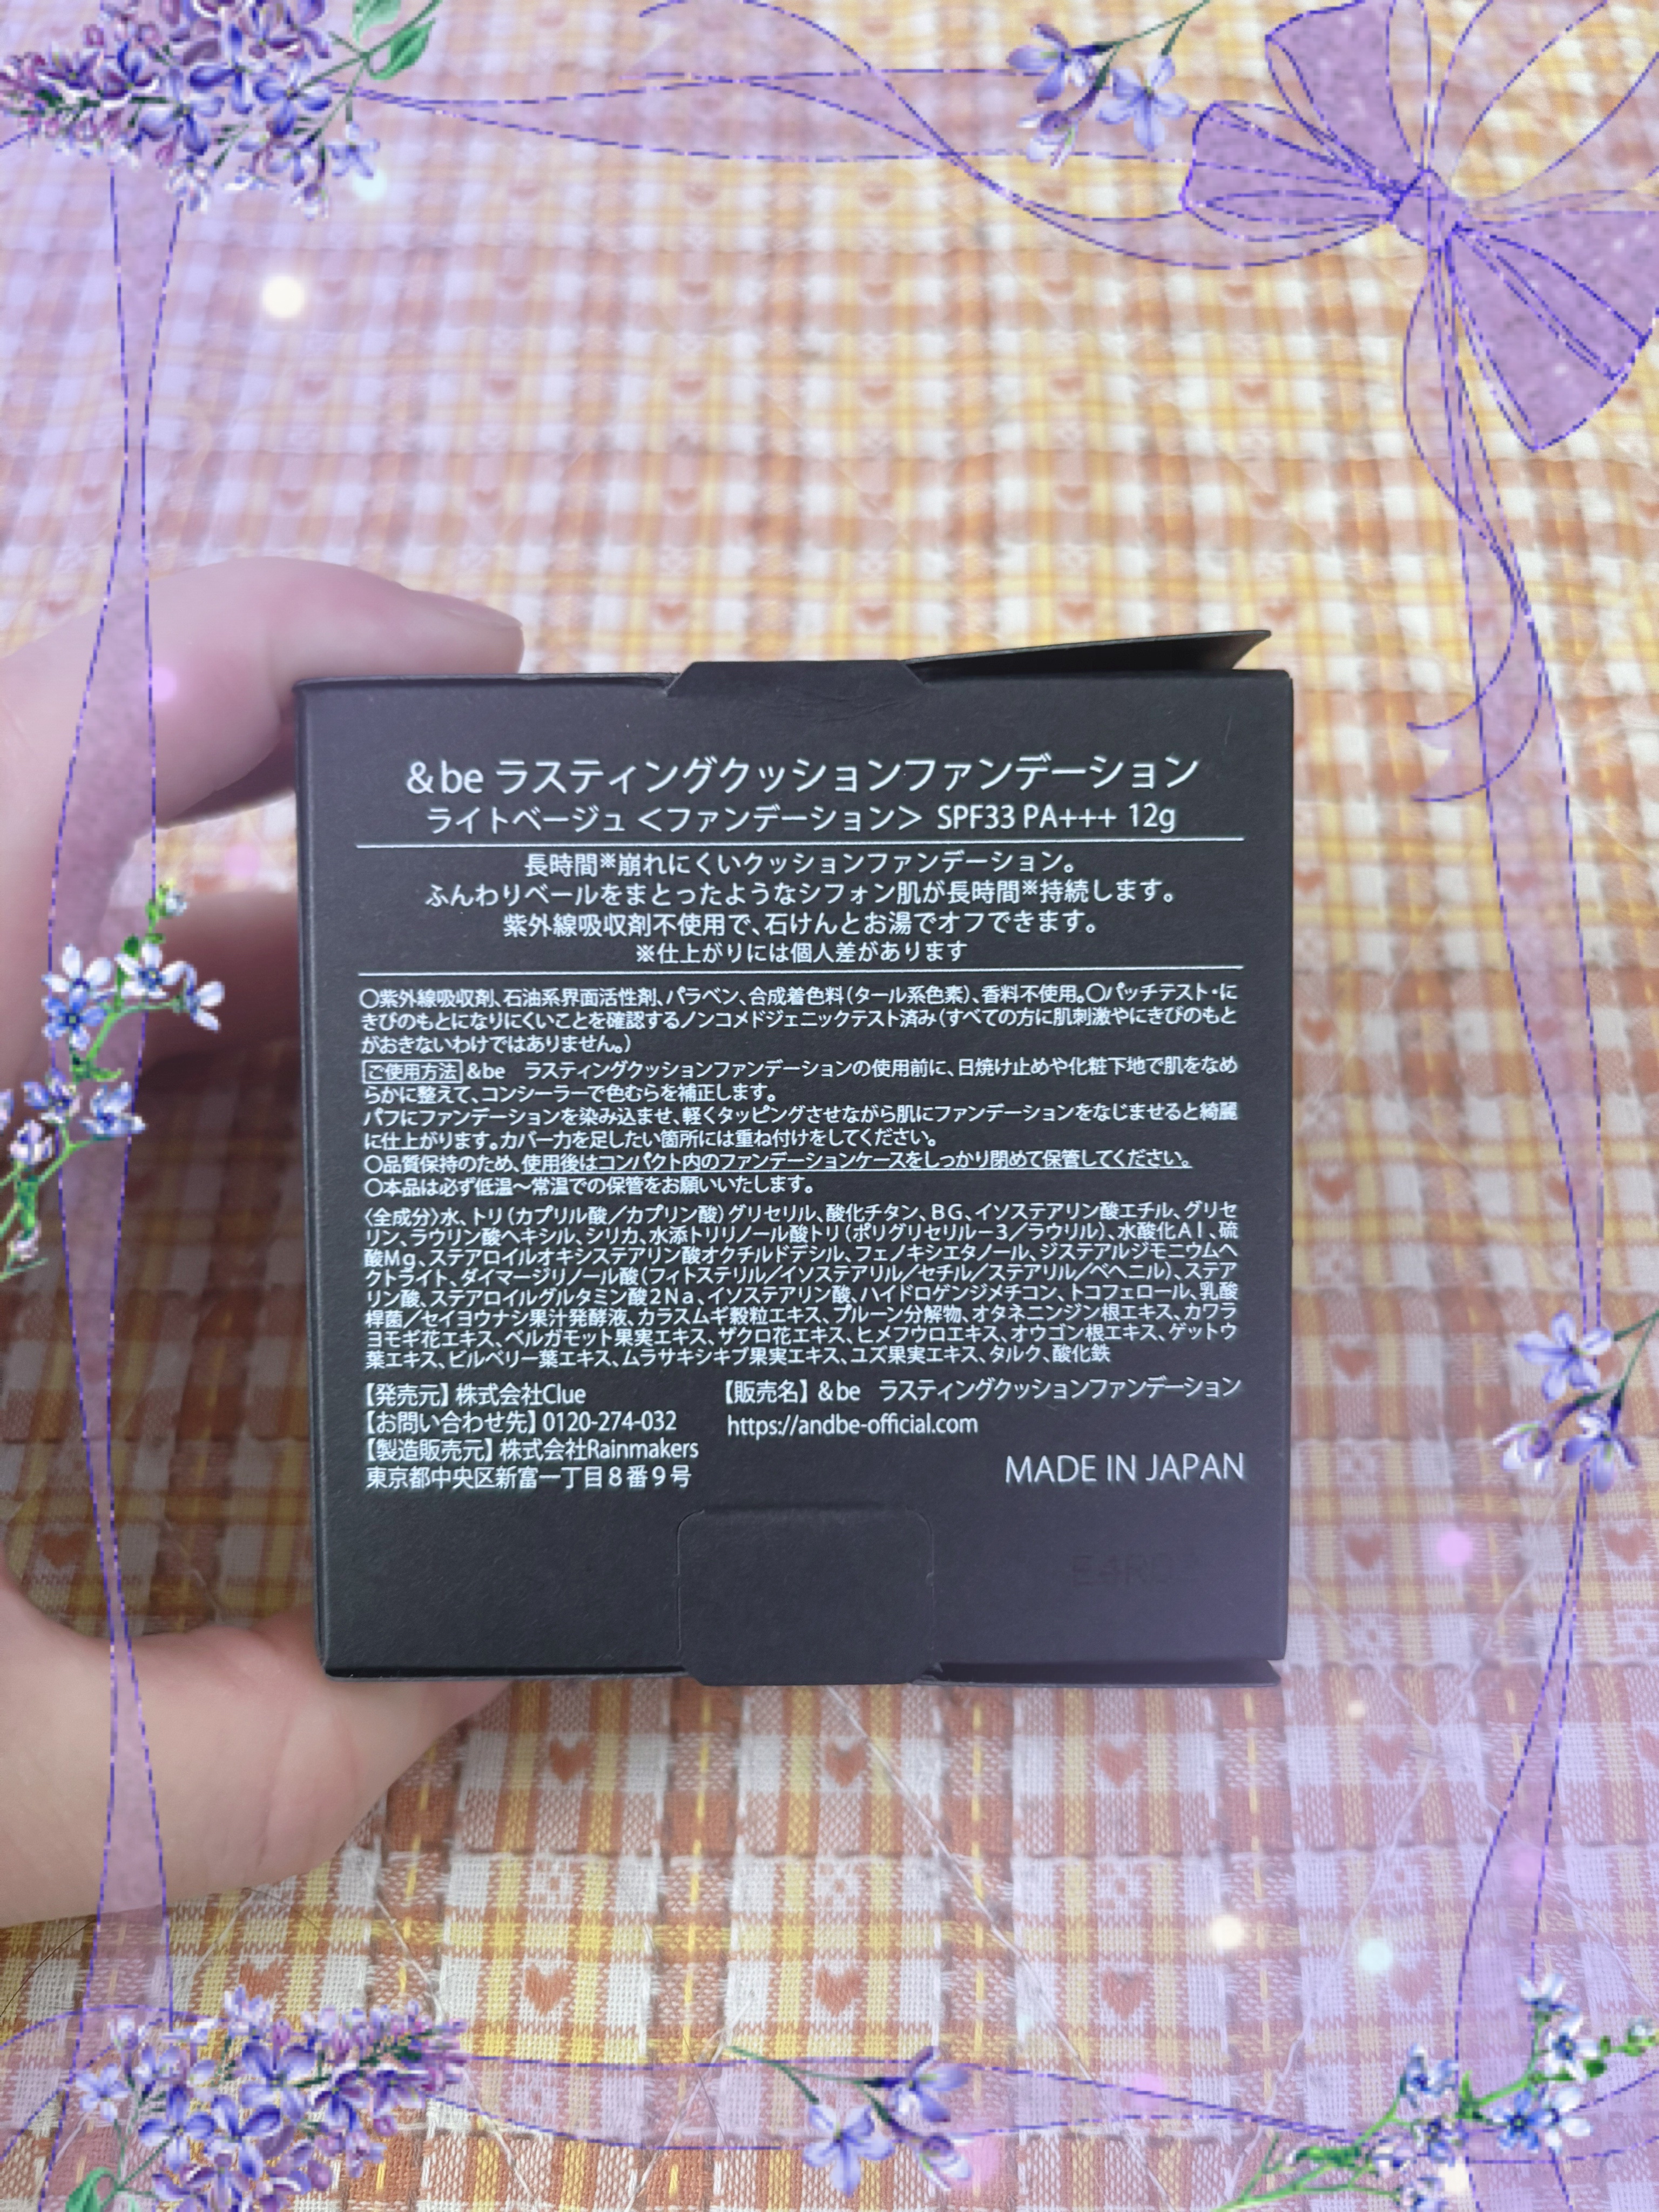 &be ラスティングクッションファンデーション
ライトベージュ＜ファンデーション＞ SPF33 PA+++ 12g
長時間※崩れにくいクッションファンデーション。
ふんわりベールをまとったようなシフォン肌が長時間※持続します。
紫外線吸収剤不使用で、石けんとお湯でオフできます。
※仕上がりには個人差があります
〇紫外線吸収剤、石油系界面活性剤、パラベン、合成着色料（タール系色素）、香料不使用。〇パッチテスト・に
きびのもとになりにくいことを確認するノンコメドジェニックテスト済み（すべての方に肌刺激やにきびのもと
がおきないわけではありません。）
ご使用方法 &be　ラスティングクッションファンデーションの使用前に、日焼け止めや化粧下地で肌をなめ
らかに整えて、コンシーラーで色むらを補正します。
パフにファンデーションを染み込ませ、軽くタッピングさせながら肌にファンデーションをなじませると綺麗
に仕上がります。カバー力を足したい箇所には重ね付けをしてください。
〇品質保持のため、使用後はコンパクト内のファンデーションケースをしっかり閉めて保管してください。
〇本品は必ず低温～常温での保管をお願いいたします。
〈全成分〉水、トリ（カプリル酸／カプリン酸）グリセリル、酸化チタン、ＢＧ、イソステアリン酸エチル、グリセ
リン、ラウリン酸ヘキシル、シリカ、水添トリリノール酸トリ（ポリグリセリル－３／ラウリル）、水酸化Ａｌ、硫
酸Ｍｇ、ステアロイルオキシステアリン酸オクチルドデシル、フェノキシエタノール、ジステアルジモニウムヘ
クトライト、ダイマージリノール酸（フィトステリル／イソステアリル／セチル／ステアリル／ベヘニル）、ステア
リン酸、ステアロイルグルタミン酸２Ｎａ、イソステアリン酸、ハイドロゲンジメチコン、トコフェロール、乳酸
桿菌／セイヨウナシ果汁発酵液、カラスムギ穀粒エキス、プルーン分解物、オタネニンジン根エキス、カワラ
ヨモギ花エキス、ベルガモット果実エキス、ザクロ花エキス、ヒメフウロエキス、オウゴン根エキス、ゲットウ
葉エキス、ビルベリー葉エキス、ムラサキシキブ果実エキス、ユズ果実エキス、タルク、酸化鉄
【発売元】株式会社Clue
【販売名】&be　ラスティングクッションファンデーション
【お問い合わせ先】0120-274-032
https://andbe-official.com
【製造販売元】株式会社Rainmakers
東京都中央区新富一丁目８番９号
MADE IN JAPAN